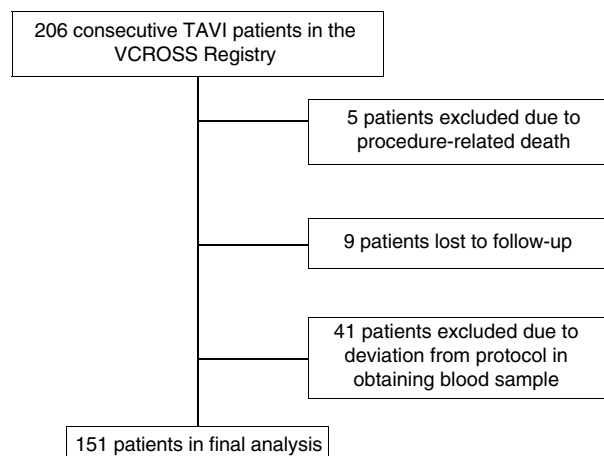 206 consecutive TAVI patients in the
VCROSS Registry
5 patients excluded due to
procedure-related death
9 patients lost to follow-up
41 patients excluded due to
deviation from protocol in
obtaining blood sample
151 patients in final analysis